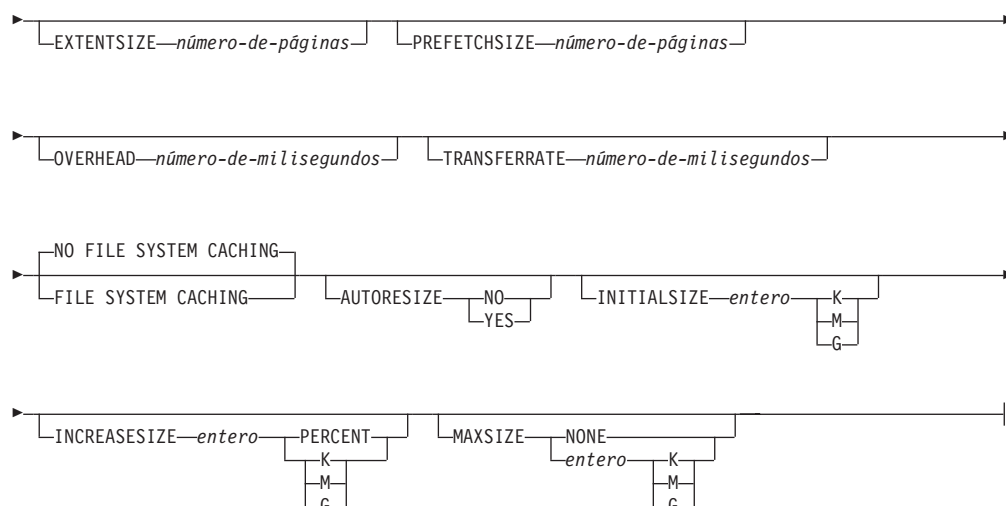 EXTENTSIZE número-de-páginas PREFETCHSIZE número-de-páginas
OVERHEAD número-de-milisegundos TRANSFERRATE número-de-milisegundos
NO FILE SYSTEM CACHING
FILE SYSTEM CACHING AUTORESIZE NO INITIALSIZE entero K
YES M
G
INCREASESIZE entero PERCENT MAXSIZE NONE
K entero K
M M
G G